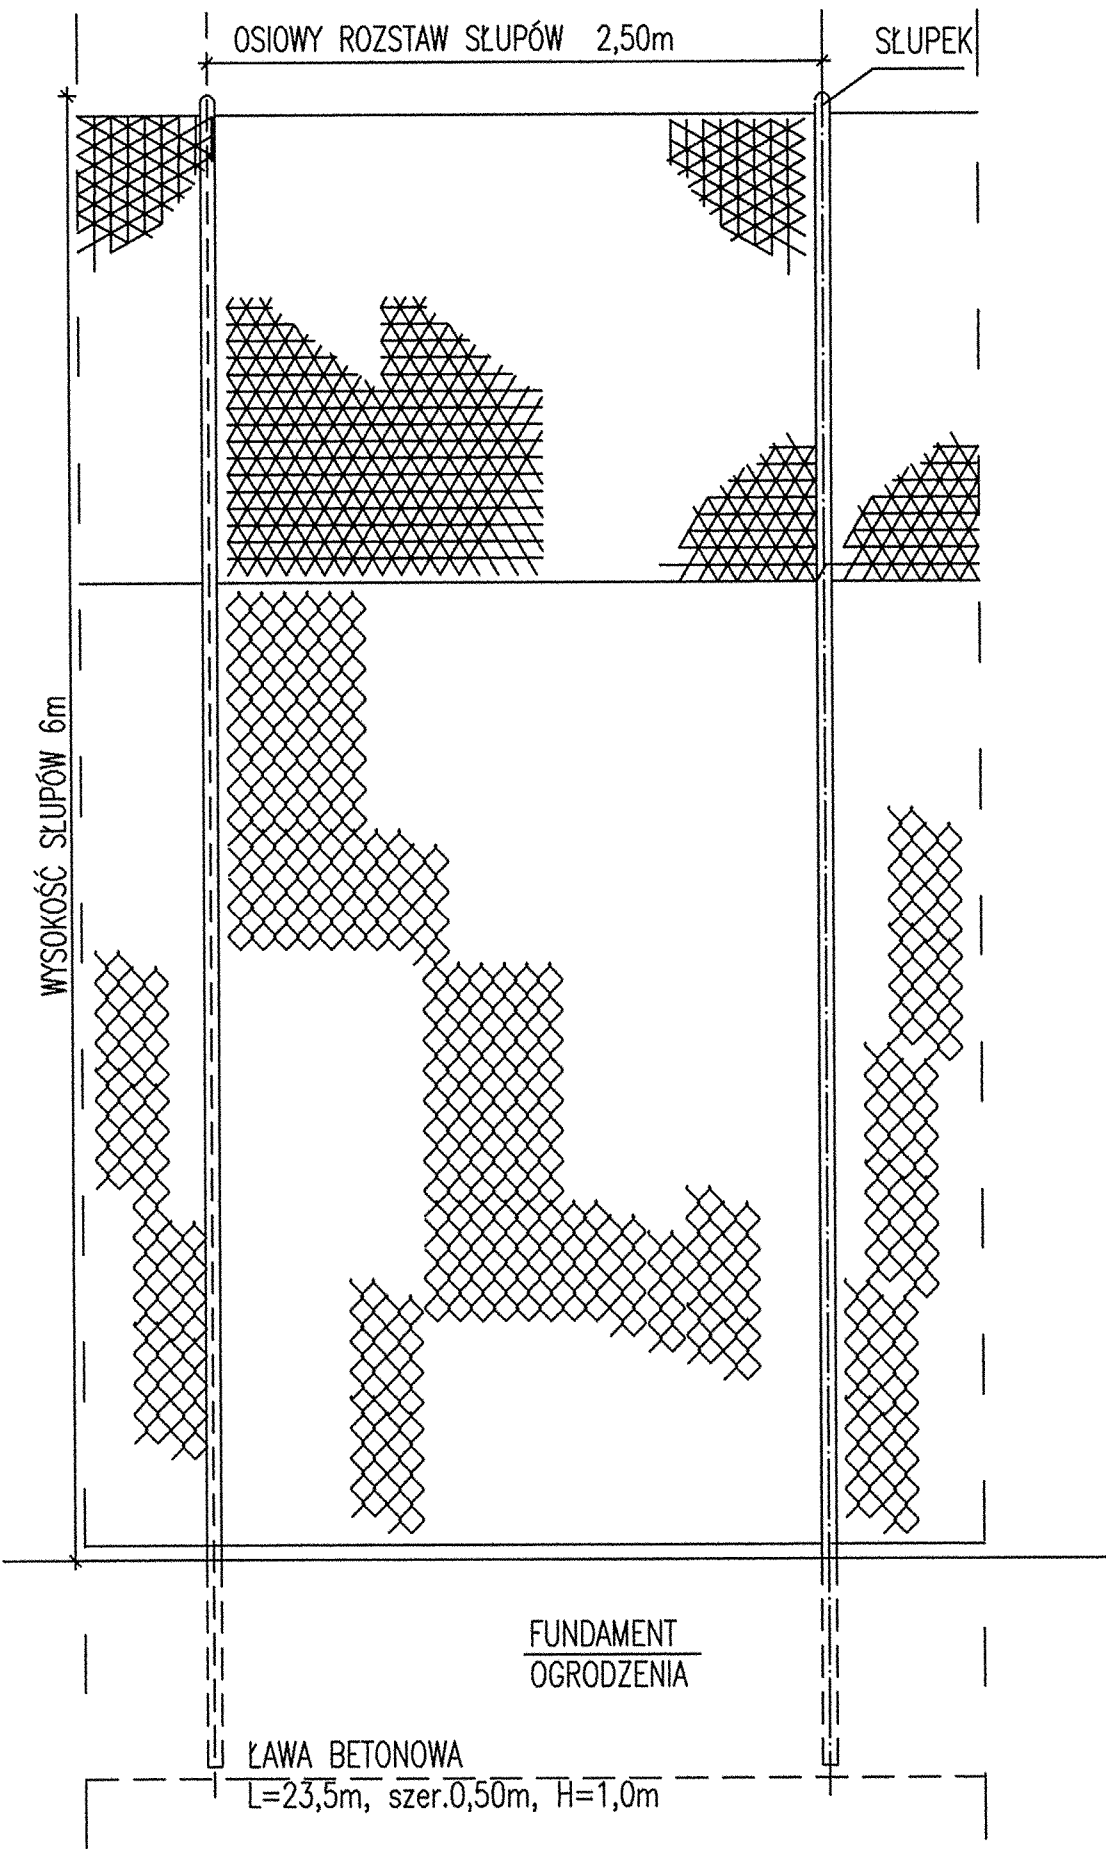 OSIOWY ROZSTAW SŁUPÓW 2,50m
SŁUPEK
WYSOKOŚĆ SŁUPÓW 6m
FUNDAMENT
OGRODZENIA
ŁAWA BETONOWA
L=23,5m, szer.0,50m, H=1,0m